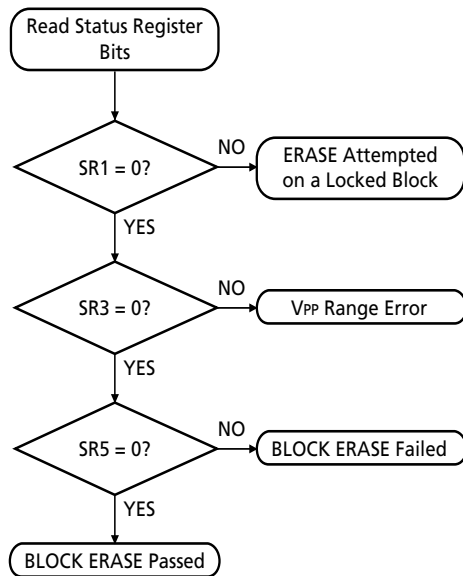 Read Status Register
Bits
SR1 = 0?
NO
ERASE Attempted
on a Locked Block
YES
SR3 = 0?
NO
VPP Range Error
YES
SR5 = 0?
NO
BLOCK ERASE Failed
YES
BLOCK ERASE Passed